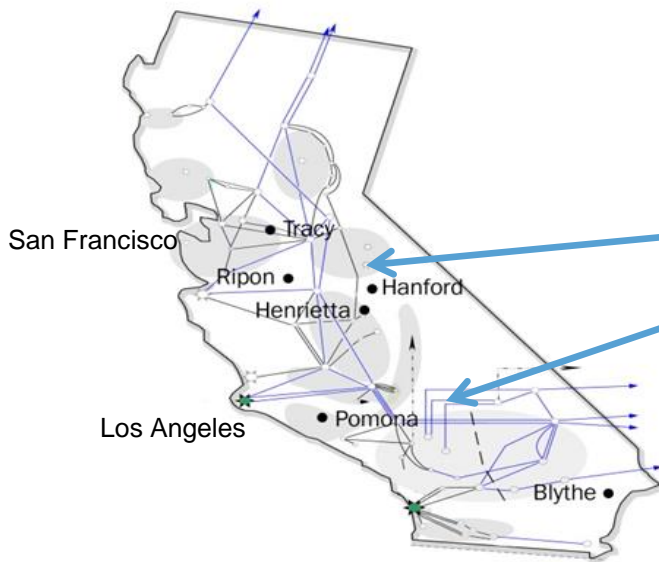 Tracy
San Francisco
Ripon
Hanford
Henrietta
Pomona
Los Angeles
Blythe